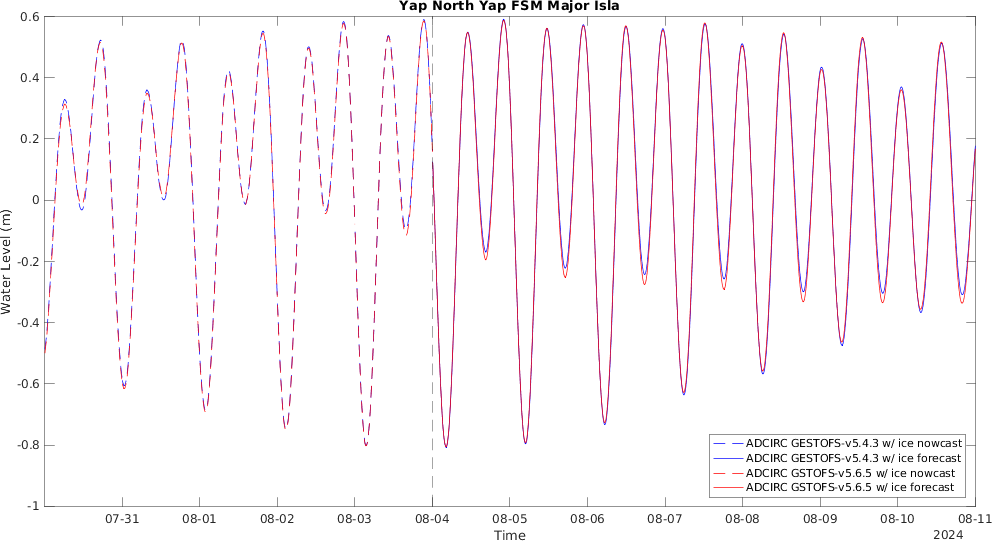 Yap North Yap FSM Major Isla
0.6
0.4
0.2
0
-0.2
-0.4
-0.6
-0.8
-1
Water Level (m)
ADCIRC GESTOFS-v5.4.3 w/ ice nowcast
ADCIRC GESTOFS-v5.4.3 w/ ice forecast
ADCIRC GSTOFS-v5.6.5 w/ ice nowcast
ADCIRC GSTOFS-v5.6.5 w/ ice forecast
07-31 08-01 08-02 08-03 08-04 08-05 08-06 08-07 08-08 08-09 08-10 08-11
Time
2024